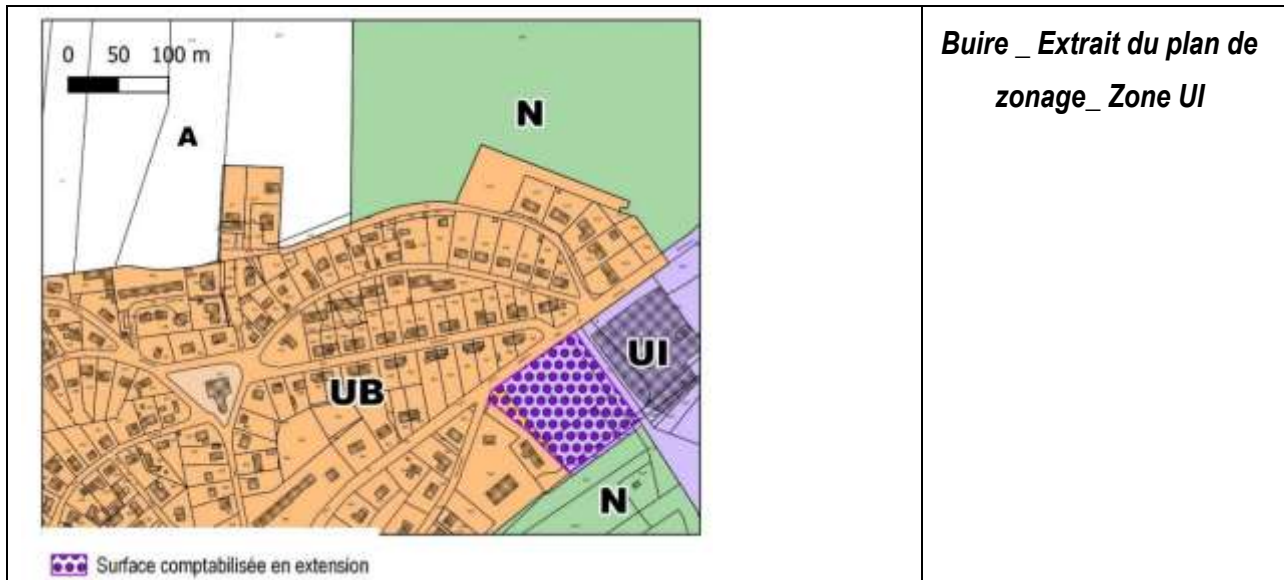 0 50 100 m
A
N
UI
UB
N
Surface comptabilisée en extension
Buire _ Extrait du plan de
zonage_ Zone UI